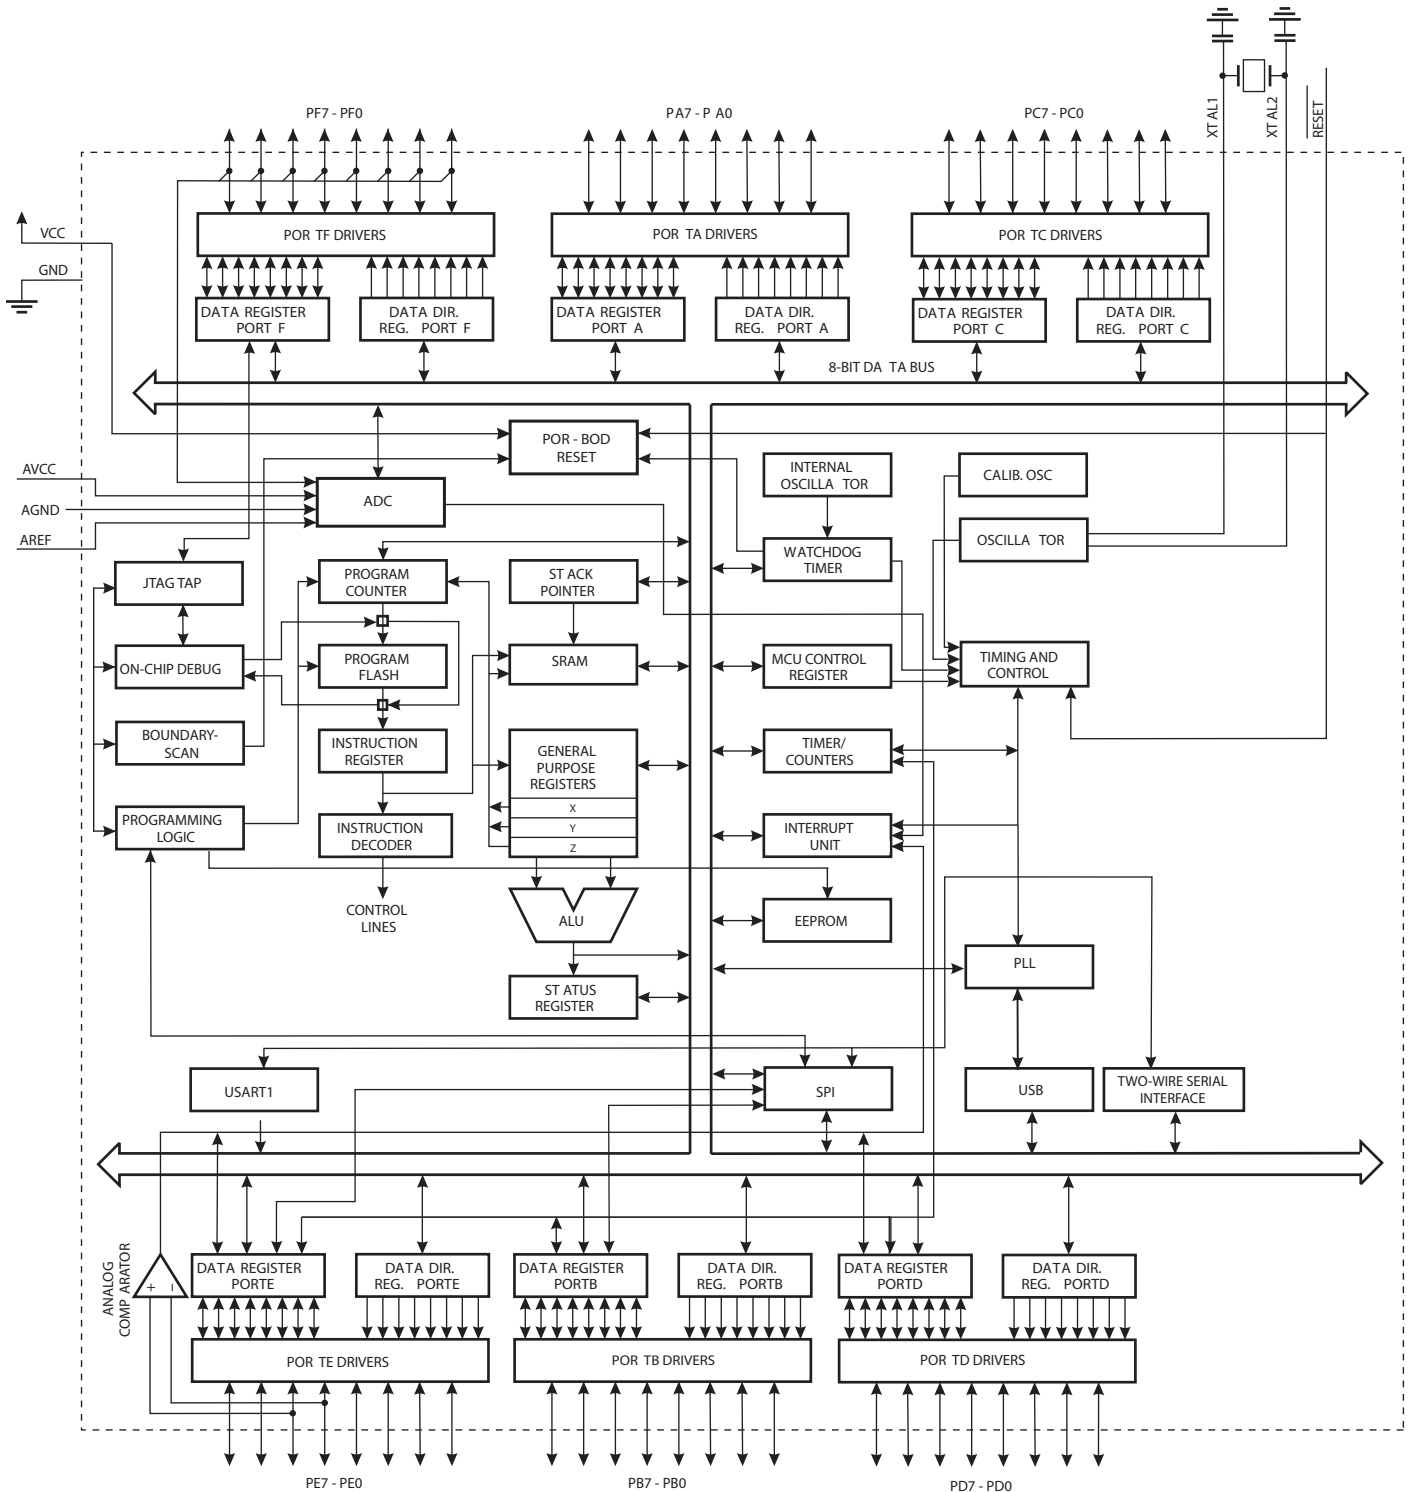 PF7 - PF0
PA7 - P A0
PC7 - PC0
XT AL1
XT AL2
RESET
VCC
GND
POR TF DRIVERS
POR TA DRIVERS
POR TC DRIVERS
DATA REGISTER
PORT F
DATA DIR.
REG. PORT F
DATA REGISTER
PORT A
DATA DIR.
REG. PORT A
DATA REGISTER
PORT C
DATA DIR.
REG. PORT C
8-BIT DA TA BUS
POR - BOD
RESET
AVCC
AGND
AREF
ADC
INTERNAL
OSCILLA TOR
CALIB. OSC
OSCILLA TOR
WATCHDOG
TIMER
JTAG TAP
PROGRAM
COUNTER
ST ACK
POINTER
ON-CHIP DEBUG
PROGRAM
FLASH
SRAM
MCU CONTROL
REGISTER
TIMING AND
CONTROL
BOUNDARY-
SCAN
INSTRUCTION
REGISTER
GENERAL
PURPOSE
REGISTERS
X
Y
Z
TIMER/
COUNTERS
PROGRAMMING
LOGIC
INSTRUCTION
DECODER
INTERRUPT
UNIT
CONTROL
LINES
ALU
EEPROM
PLL
ST ATUS
REGISTER
USART1
SPI
USB
TWO-WIRE SERIAL
INTERFACE
ANALOG
COMP ARATOR
+
–
DATA REGISTER
PORTE
DATA DIR.
REG. PORTE
DATA REGISTER
PORTB
DATA DIR.
REG. PORTB
DATA REGISTER
PORTD
DATA DIR.
REG. PORTD
POR TE DRIVERS
POR TB DRIVERS
POR TD DRIVERS
PE7 - PE0
PB7 - PB0
PD7 - PD0